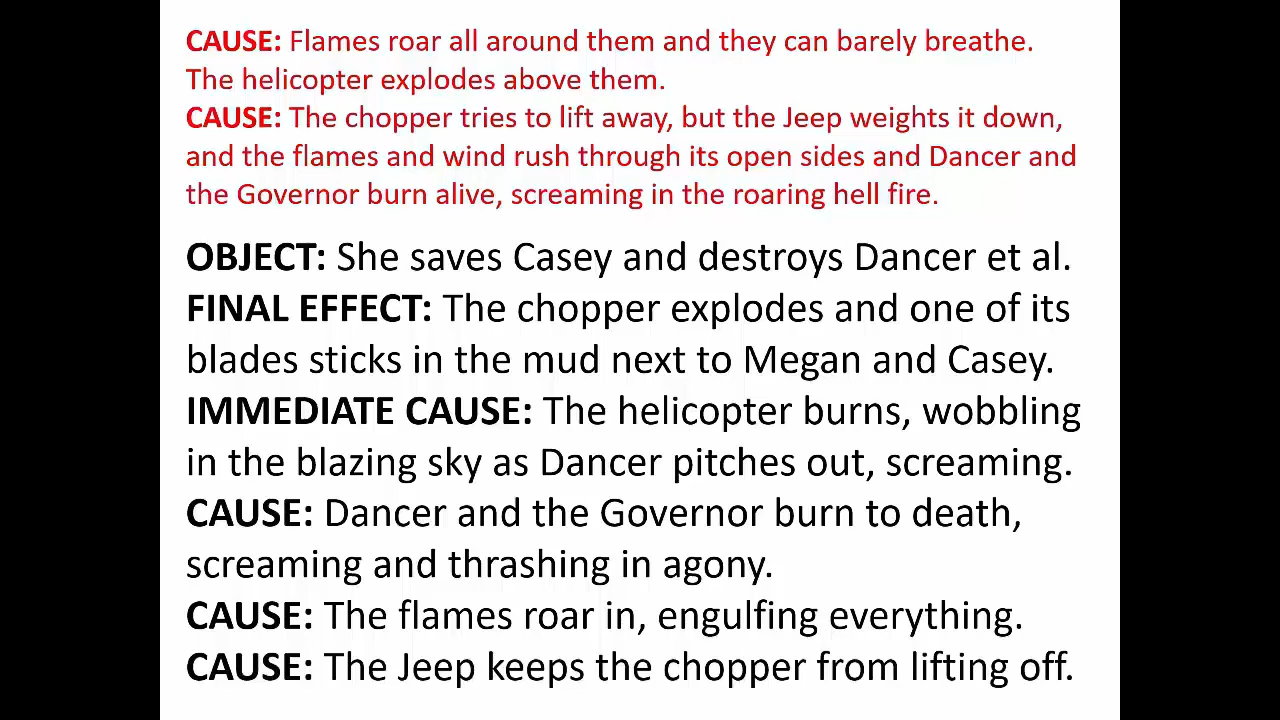 CAUSE: Flames roar all around them and they can barely breathe.
The helicopter explodes above them.
CAUSE: The chopper tries to lift away, but the Jeep weights it down,
and the flames and wind rush through its open sides and Dancer and
the Governor burn alive, screaming in the roaring hell fire.
OBJECT: She saves Casey and destroys Dancer et al.
FINAL EFFECT: The chopper explodes and one of its
blades sticks in the mud next to Megan and Casey.
IMMEDIATE CAUSE: The helicopter burns, wobbling
in the blazing sky as Dancer pitches out, screaming.
CAUSE: Dancer and the Governor burn to death,
screaming and thrashing in agony.
CAUSE: The flames roar in, engulfing everything.
CAUSE: The Jeep keeps the chopper from lifting off.